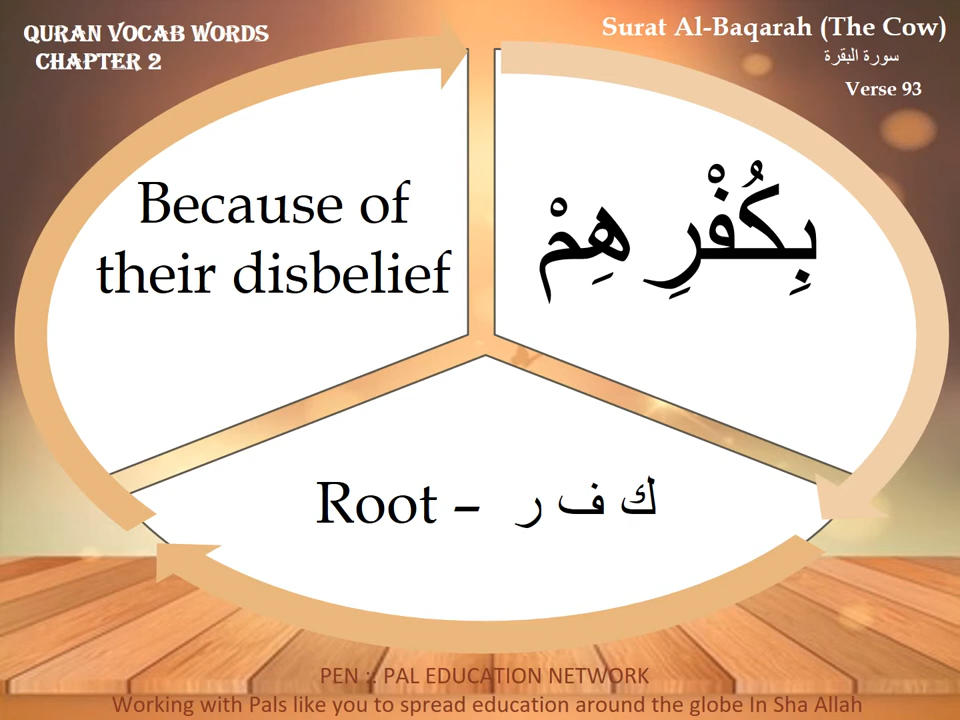 QURAN VOCAB WORDS
CHAPTER 2
Surat Al-Baqarah (The Cow)
سورة البقرة
Verse 93
Because of
their disbelief
بِكُفْرِهِمْ
Root – ك ف ر
PEN :. PAL EDUCATION NETWORK
Working with Pals like you to spread education around the globe In Sha Allah